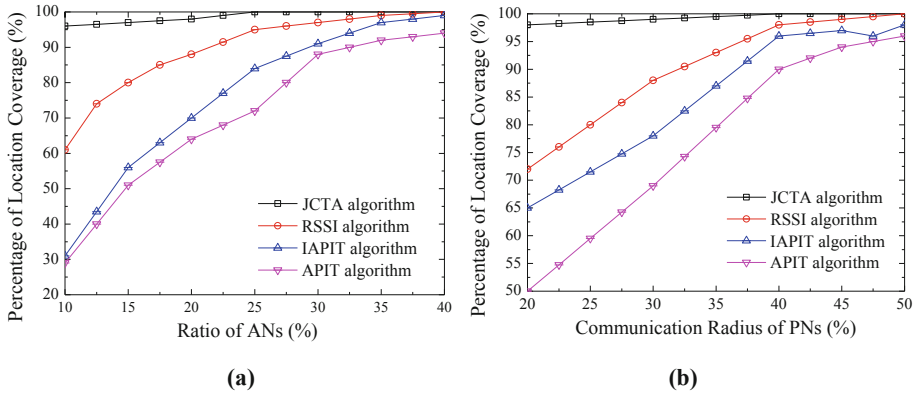 Percentage of Location Coverage (%)
100
90
80
70
60
50
40
30
20
JCTA algorithm
RSSI algorithm
IAPIT algorithm
APIT algorithm
10 15 20 25 30 35 40
Ratio of ANs (%)
(a)
Percentage of Location Coverage (%)
100
95
90
85
80
75
70
65
60
55
50
JCTA algorithm
RSSI algorithm
IAPIT algorithm
APIT algorithm
20 25 30 35 40 45 50
Communication Radius of PNs (%)
(b)